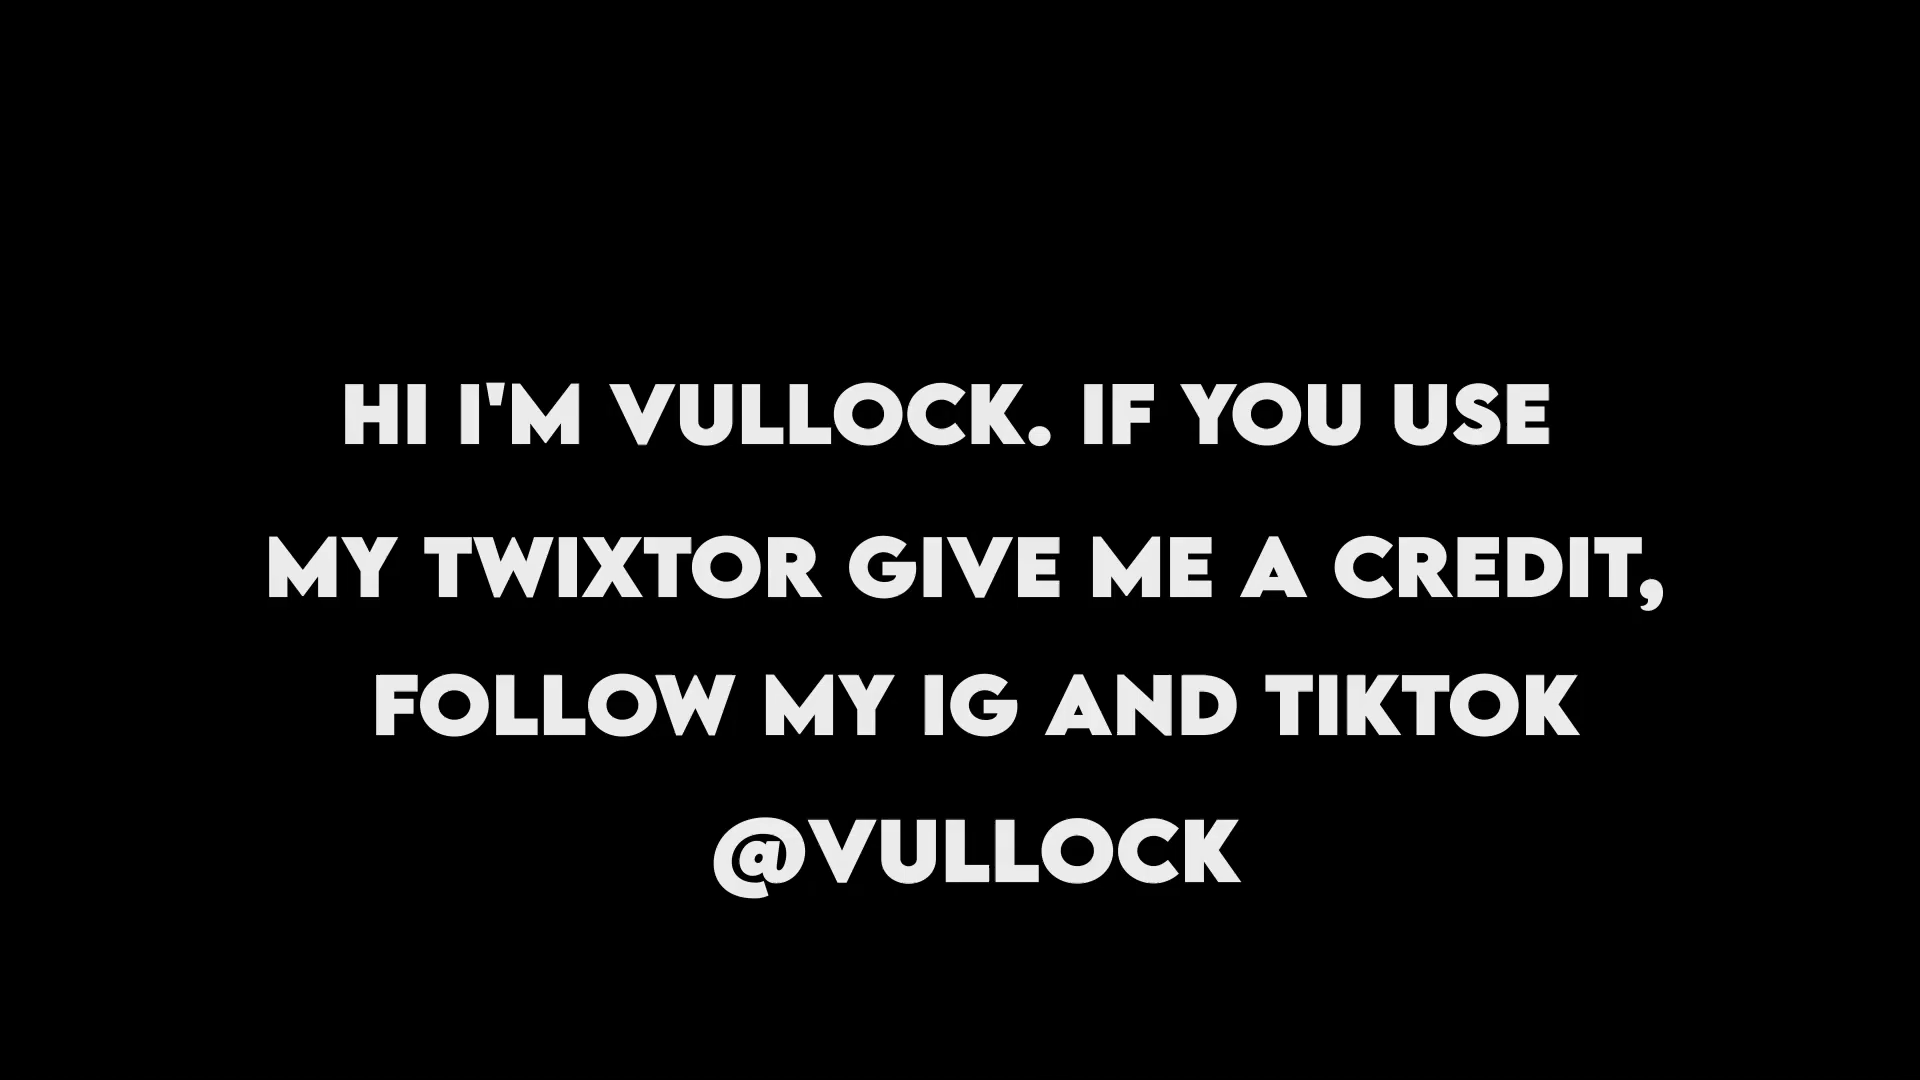 HI I'M VULLOCK. IF YOU USE
MY TWIXTOR GIVE ME A CREDIT,
FOLLOW MY IG AND TIKTOK
@VULLOCK